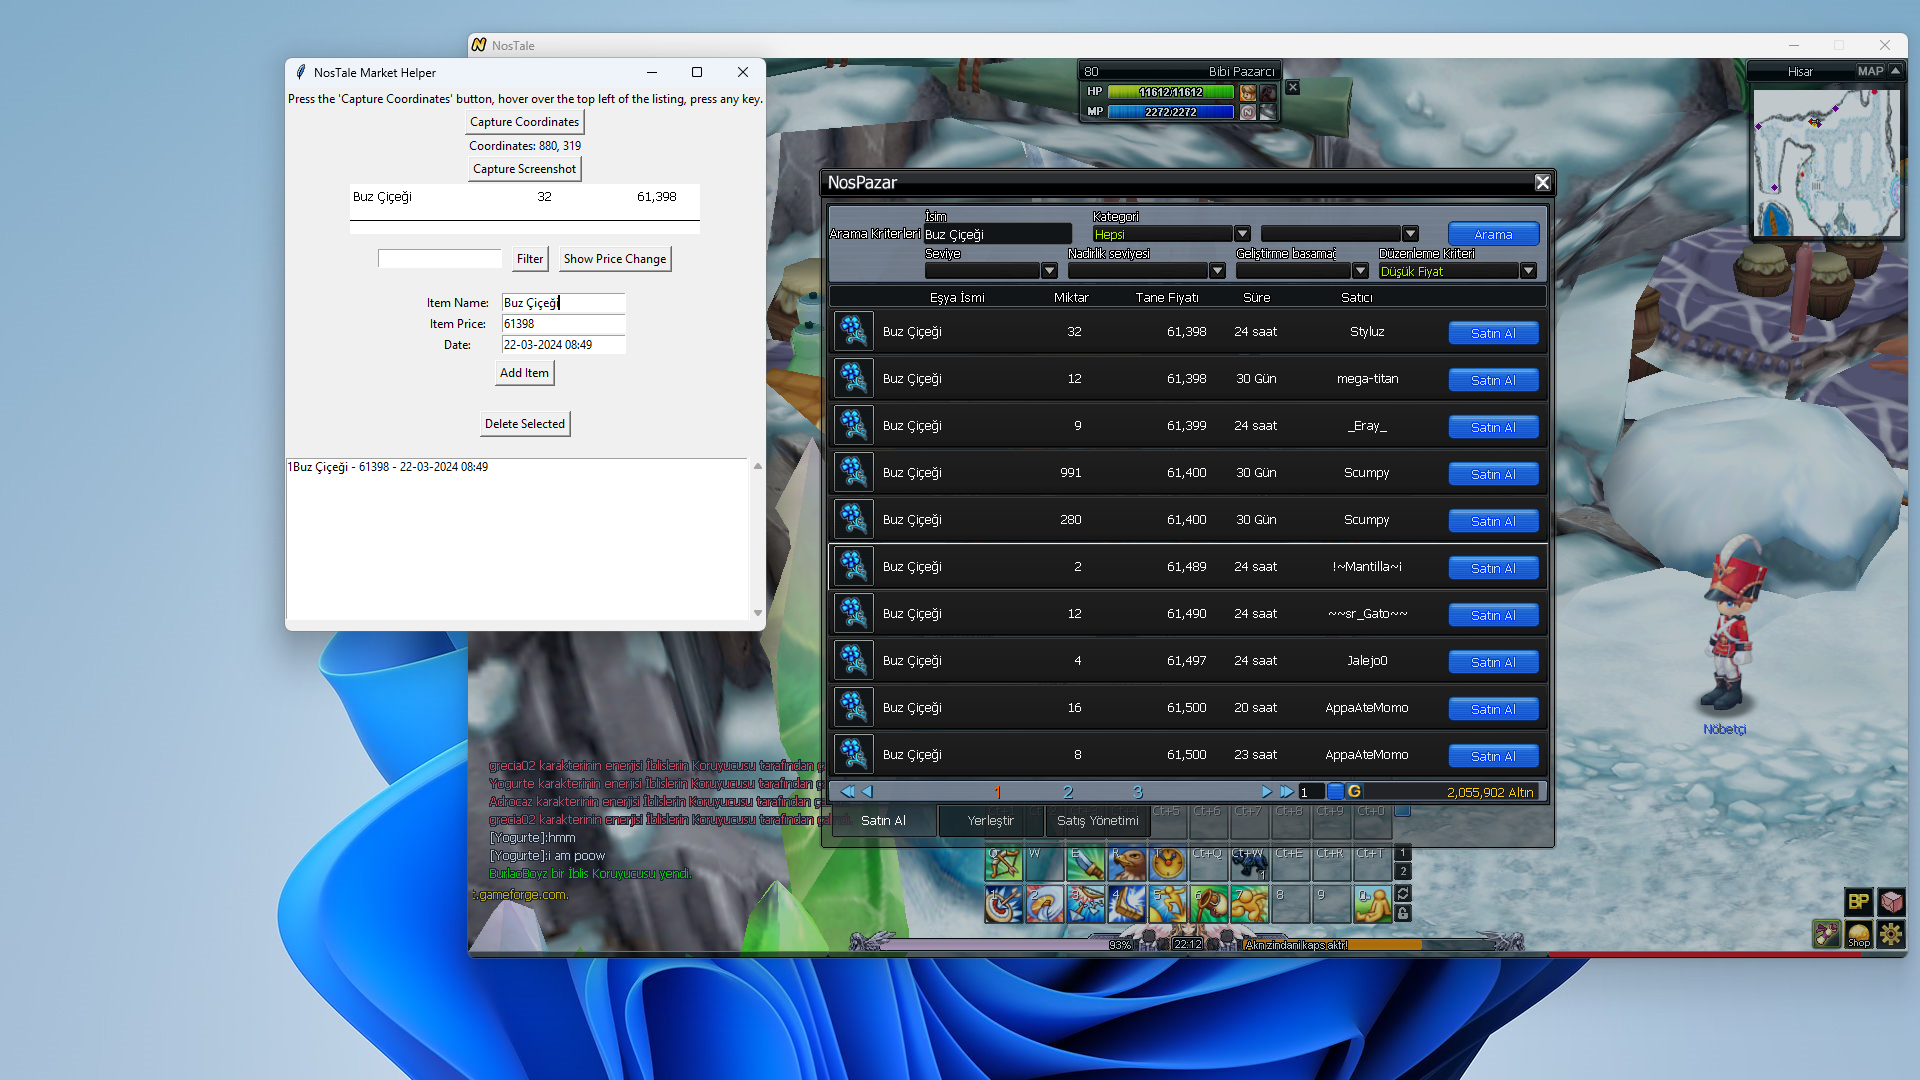 NosTale
NosTale Market Helper
Press the 'Capture Coordinates' button, hover over the top left of the listing, press any key.
Capture Coordinates
Coordinates: 880, 319
Capture Screenshot
Buz Çiçeği 32 61,398
Filter Show Price Change
Item Name: Buz Çiçeği
Item Price: 61398
Date: 22-03-2024 08:49
Add Item
Delete Selected
1Buz Çiçeği - 61398 - 22-03-2024 08:49
80 Bibi Pazarcı
HP 11612/11612
MP 2272/2272
Hisar MAP
NosPazar
İsim Kategori
Arama Kriterleri Buz Çiçeği Hepsi Arama
Seviye Nadirlik seviyesi Geliştirme basamağ Düzenleme Kriteri
Düşük Fiyat
Eşya İsmi Miktar Tane Fiyatı Süre Satıcı
Buz Çiçeği 32 61,398 24 saat Styluz Satın Al
Buz Çiçeği 12 61,398 30 Gün mega-titan Satın Al
Buz Çiçeği 9 61,399 24 saat _Eray_ Satın Al
Buz Çiçeği 991 61,400 30 Gün Scumpy Satın Al
Buz Çiçeği 280 61,400 30 Gün Scumpy Satın Al
Buz Çiçeği 2 61,489 24 saat !~Mantilla~i Satın Al
Buz Çiçeği 12 61,490 24 saat ~~sr_Gato~~ Satın Al
Buz Çiçeği 4 61,497 24 saat Jalejo0 Satın Al
Buz Çiçeği 16 61,500 20 saat AppaAteMomo Satın Al
Buz Çiçeği 8 61,500 23 saat AppaAteMomo Satın Al
1 2 3 1 G 2,055,902 Altın
Satın Al Yerleştir Satış Yönetimi
Ct+5 Ct+6 Ct+7 Ct+8 Ct+9 Ct+0
Nöbetçi
grecia02 karakterinin enerjisi İblislerin Koruyucusu tarafından
Yogurte karakterinin enerjisi İblislerin Koruyucusu tarafından
Adrocaz karakterinin enerjisi İblislerin Koruyucusu tarafından
grecia02 karakterinin enerjisi İblislerin Koruyucusu tarafından
[Yogurte]:hmm
[Yogurte]:i am poow
BurlaoBoyz bir İblis Koruyucusu yendi.
t.gameforge.com.
Q W E R T Ct+Q Ct+W Ct+E Ct+R Ct+T 1
1 2
1 2 3 4 5 6 7 8 9 0
93% 22:12 Aknizindani kaps aktr!
BP
Shop